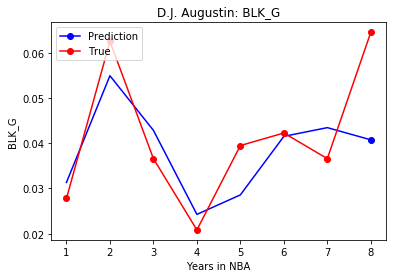 D.J. Augustin: BLK_G
Prediction
True
0.06
0.05
0.04
0.03
0.02
BLK_G
1 2 3 4 5 6 7 8
Years in NBA